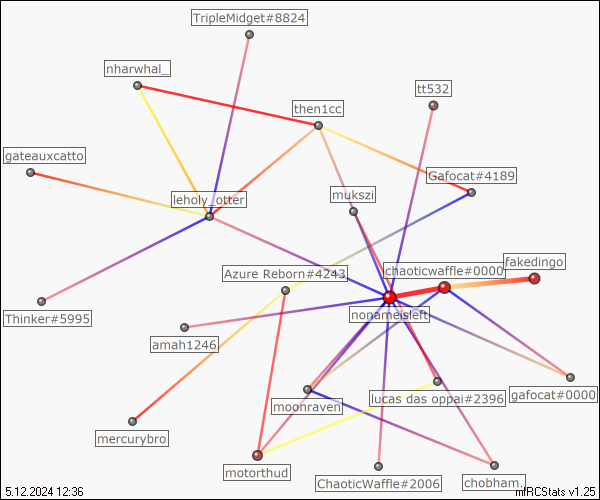 TripleMidget#8824
nharwhal_
tt532
then1cc
gateauxcatto
Gafocat#4189
mukszi
leholy_otter
fakedingo
chaoticwaffle#0000
Azure Reborn#4243
nonameisleft
Thinker#5995
amah1246
gafocat#0000
lucas das oppai#2396
moonraven
mercurybro
motorthud
chobham.
ChaoticWaffle#2006
5.12.2024 12:36
mIRCStats v1.25